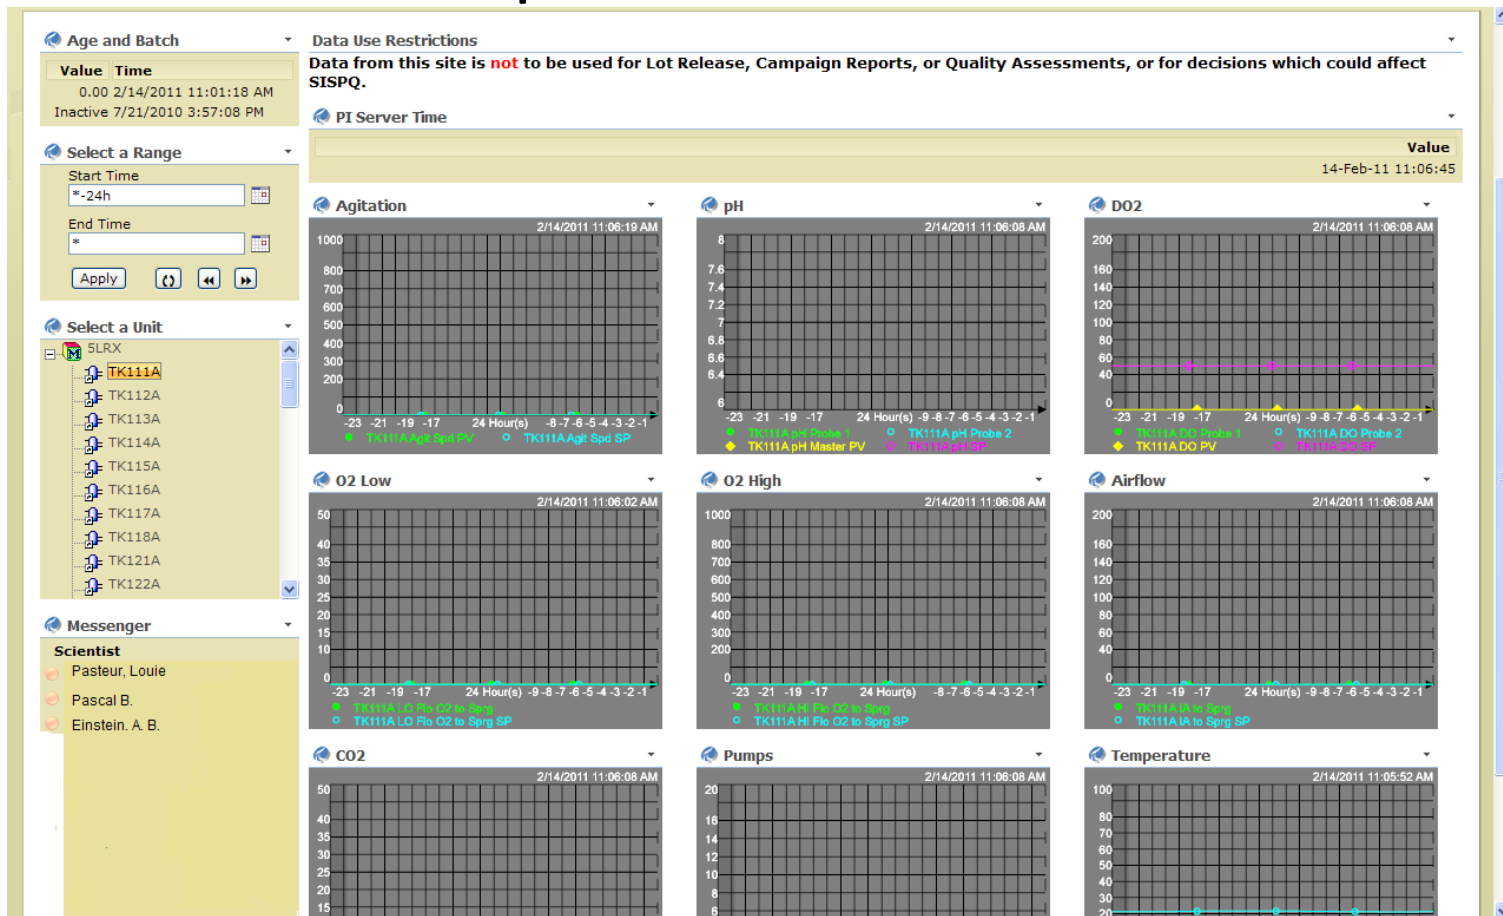 Age and Batch
Value Time
0.00 2/14/2011 11:01:18 AM
Inactive 7/21/2010 3:57:08 PM
Select a Range
Start Time
*-24h
End Time
*
Apply
Select a Unit
5LRX
TK111A
TK112A
TK113A
TK114A
TK115A
TK116A
TK117A
TK118A
TK121A
TK122A
Messenger
Scientist
Pasteur, Louie
Pascal B.
Einstein. A. B.
Data Use Restrictions
Data from this site is not to be used for Lot Release, Campaign Reports, or Quality Assessments, or for decisions which could affect
SISPQ.
PI Server Time
Value
14-Feb-11 11:06:45
Agitation
2/14/2011 11:06:19 AM
1000
800
700
600
500
400
300
200
0
-23 -21 -19 -17 24 Hour(s) -8 -7 -6 -5 -4 -3 -2 -1
TK111A Agit Spd PV TK111A Agit Spd SP
pH
2/14/2011 11:06:08 AM
8
7.6
7.4
7.2
7
6.8
6.6
6.4
6
-23 -21 -19 -17 24 Hour(s) -9 -8 -7 -6 -5 -4 -3 -2 -1
TK111A pH Probe 1 TK111A pH Probe 2
TK111A pH Master PV TK111A pH SP
DO2
2/14/2011 11:06:08 AM
200
160
140
120
100
80
60
40
0
-23 -21 -19 -17 24 Hour(s) -9 -8 -7 -6 -5 -4 -3 -2 -1
TK111A DO Probe 1 TK111A DO Probe 2
TK111A DO PV TK111A DO SP
O2 Low
2/14/2011 11:06:02 AM
50
40
35
30
25
20
15
10
0
-23 -21 -19 -17 24 Hour(s) -9 -8 -7 -6 -5 -4 -3 -2 -1
TK111A LO Flo O2 to Sprg
TK111A LO Flo O2 to Sprg SP
O2 High
2/14/2011 11:06:08 AM
1000
800
700
600
500
400
300
200
0
-23 -21 -19 -17 24 Hour(s) -8 -7 -6 -5 -4 -3 -2 -1
TK111A HI Flo O2 to Sprg
TK111A HI Flo O2 to Sprg SP
Airflow
2/14/2011 11:06:08 AM
200
160
140
120
100
80
60
40
0
-23 -21 -19 -17 24 Hour(s) -9 -8 -7 -6 -5 -4 -3 -2 -1
TK111A IA to Sprg
TK111A IA to Sprg SP
CO2
2/14/2011 11:06:08 AM
50
40
35
30
25
20
15
Pumps
2/14/2011 11:06:08 AM
20
16
14
12
10
8
6
Temperature
2/14/2011 11:05:52 AM
100
80
70
60
50
40
30
20